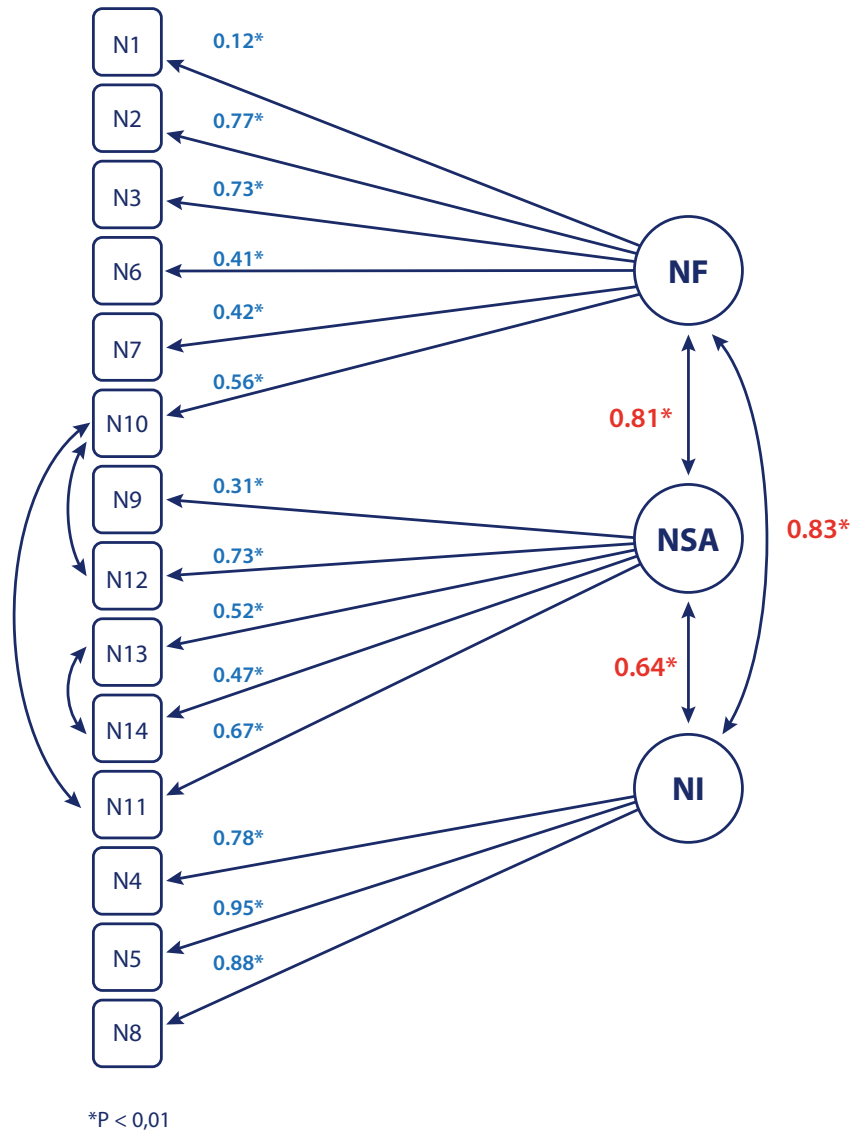 N1
0.12*
N2
0.77*
N3
0.73*
N6
0.41*
NF
N7
0.42*
N10
0.56*
0.81*
N9
0.31*
NSA
0.83*
N12
0.73*
N13
0.52*
N14
0.47*
0.64*
N11
0.67*
NI
N4
0.78*
N5
0.95*
N8
0.88*
*P < 0,01